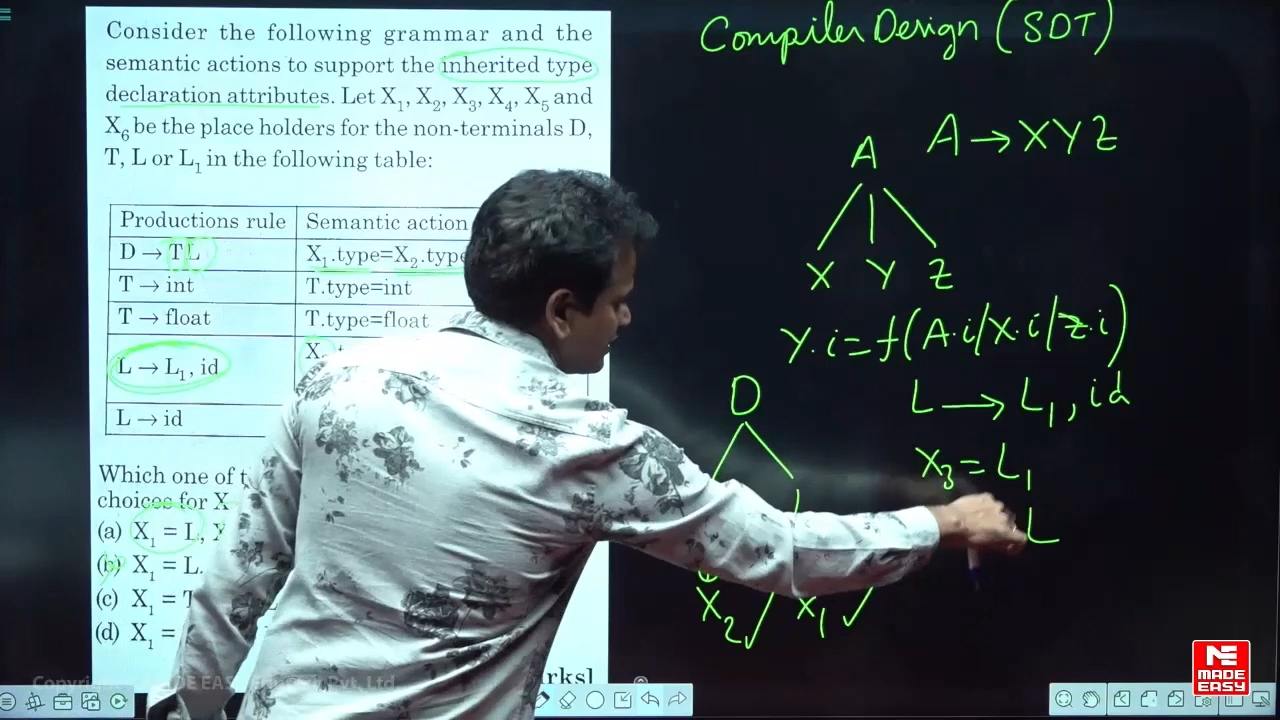 Consider the following grammar and the
semantic actions to support the inherited type
declaration attributes. Let X₁, X₂, X₃, X₄, X₅ and
X₆ be the place holders for the non-terminals D,
T, L or L₁ in the following table:
Productions rule Semantic action
D → TL X₁.type=X₂.type
T → int T.type=int
T → float T.type=float
L → L₁, id
L → id
Which one of
choices for X
(a) X₁ = L,
(b) X₁ = L.
(c) X₁ = T
(d) X₁ =
Compiler Design (SDT)
A → XYZ
A
X Y Z
Y.i = f(A.i/X.i/Z.i)
L → L₁, id
D
X₃ = L₁
L
X₂ ✓ X₁ ✓
MADE
EASY